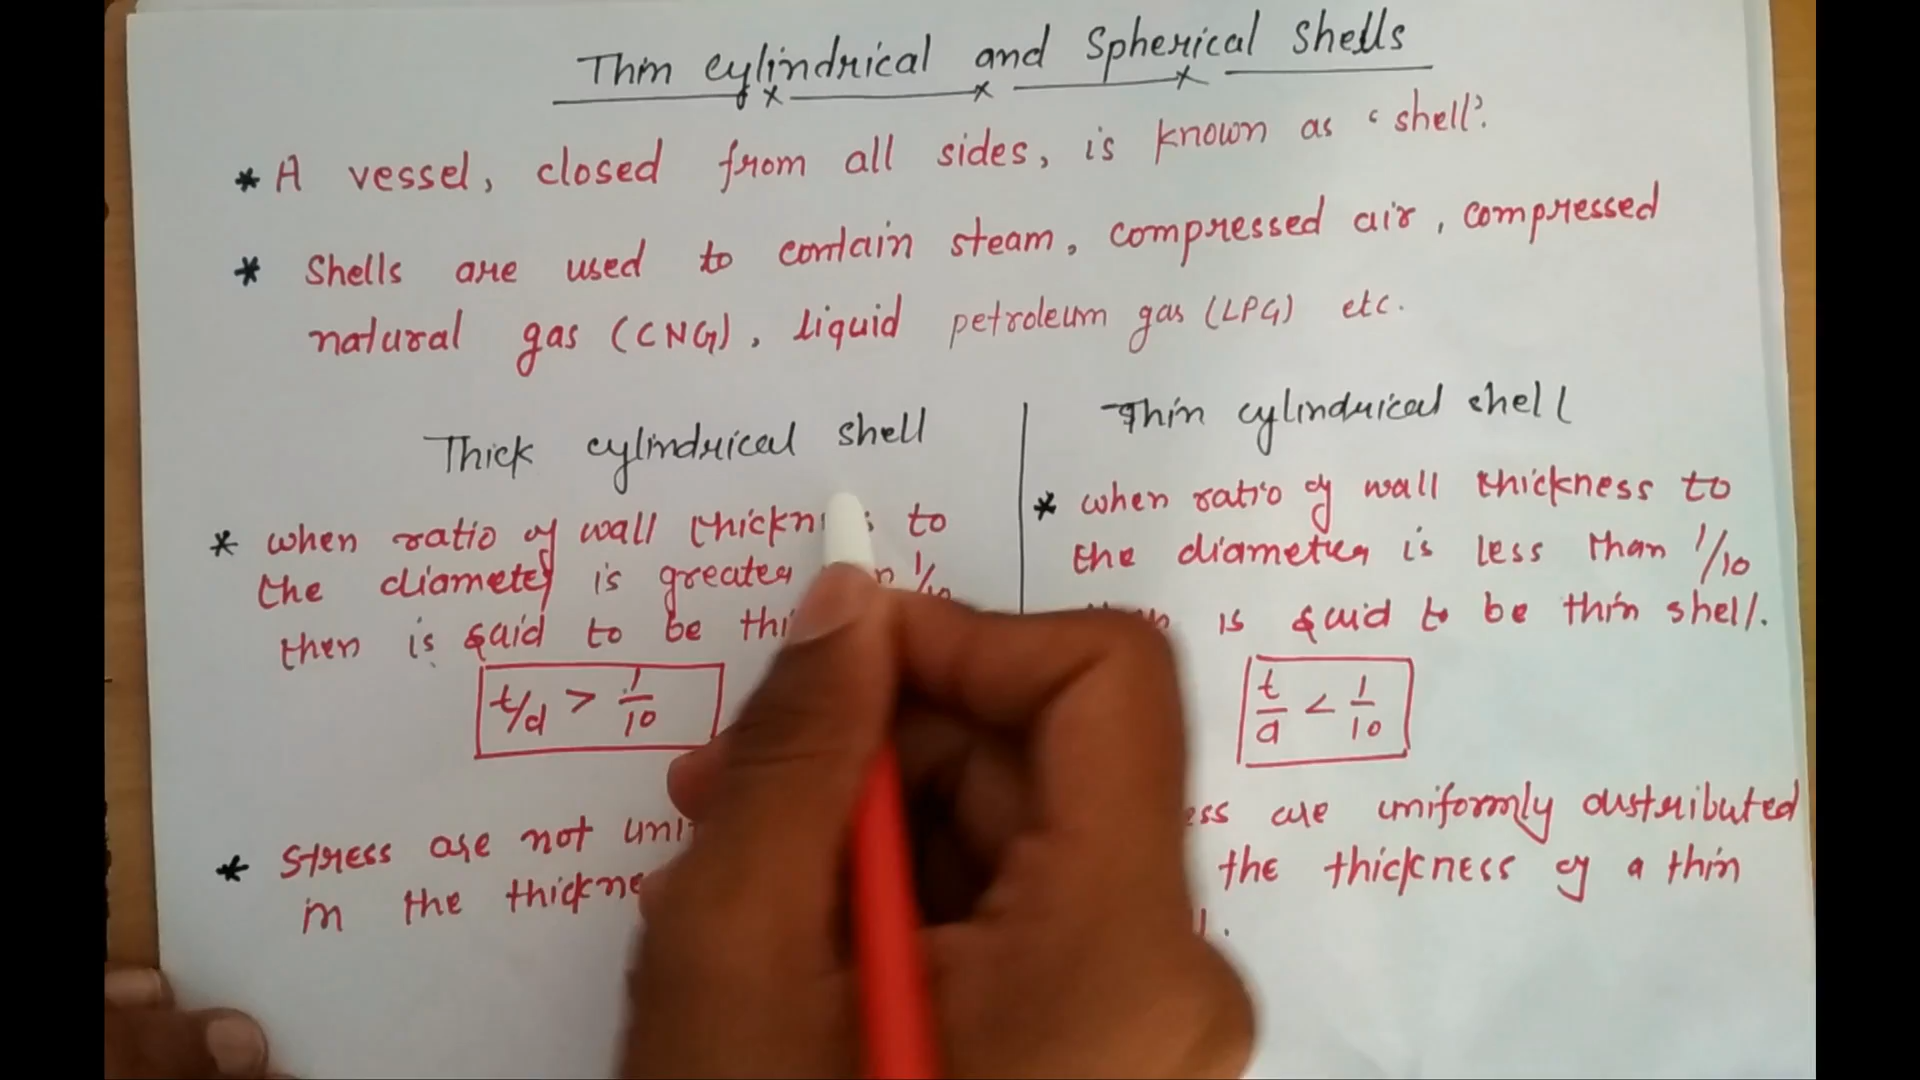 Thin cylindrical and Spherical Shells
* A vessel, closed from all sides, is known as 'shell'.
* Shells are used to contain steam, compressed air, compressed
natural gas (CNG), liquid petroleum gas (LPG) etc.
Thick cylindrical shell
* when ratio of wall to
the diameter is greater 1/10
then is said to be
t/d > 1/10
* Stress are not
in the
Thin cylindrical shell
* when ratio of wall thickness to
the diameter is less than 1/10
is said to be thin shell.
t/d < 1/10
are uniformly distributed
the thickness of a thin